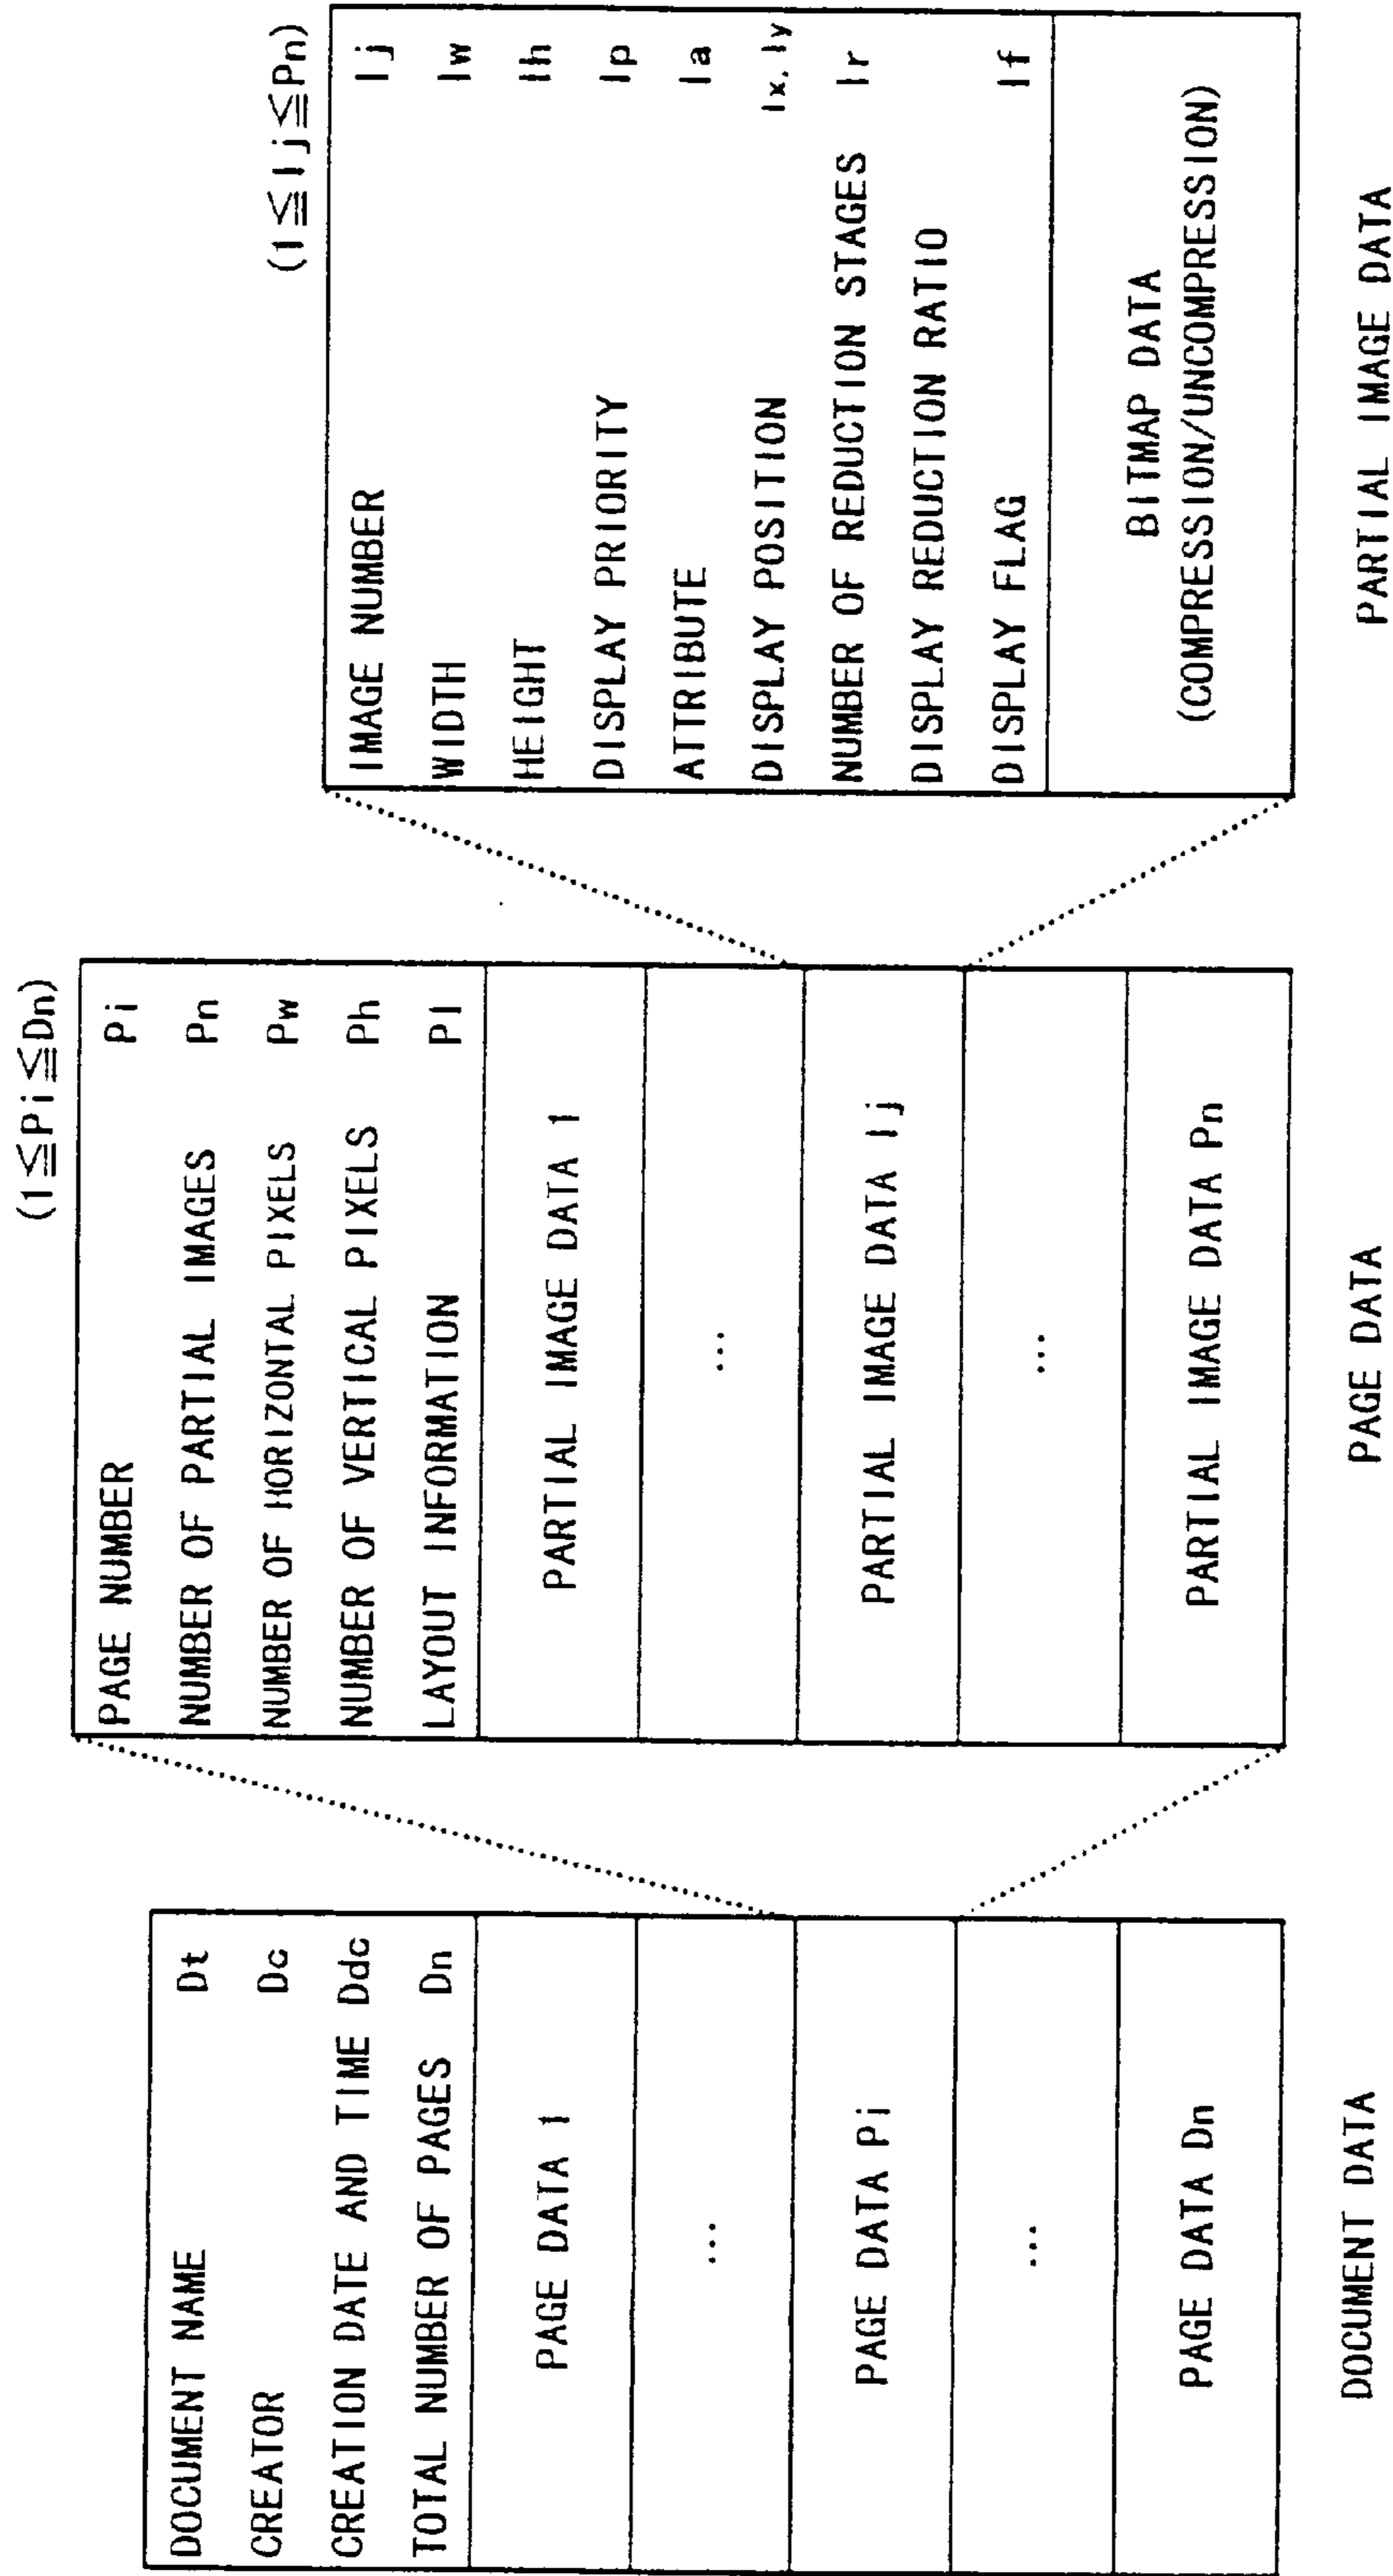 DOCUMENT NAME Dt
CREATOR Dc
CREATION DATE AND TIME Ddc
TOTAL NUMBER OF PAGES Dn
PAGE DATA 1
...
PAGE DATA Pi
...
PAGE DATA Dn
DOCUMENT DATA
(1≦Pi≦Dn)
PAGE NUMBER Pi
NUMBER OF PARTIAL IMAGES Pn
NUMBER OF HORIZONTAL PIXELS Pw
NUMBER OF VERTICAL PIXELS Ph
LAYOUT INFORMATION Pl
PARTIAL IMAGE DATA 1
...
PARTIAL IMAGE DATA Ij
...
PARTIAL IMAGE DATA Pn
PAGE DATA
(1≦Ij≦Pn)
IMAGE NUMBER Ij
WIDTH Iw
HEIGHT Ih
DISPLAY PRIORITY Ip
ATTRIBUTE Ia
DISPLAY POSITION Ix, Iy
NUMBER OF REDUCTION STAGES Ir
DISPLAY REDUCTION RATIO
DISPLAY FLAG If
BITMAP DATA
(COMPRESSION/UNCOMPRESSION)
PARTIAL IMAGE DATA